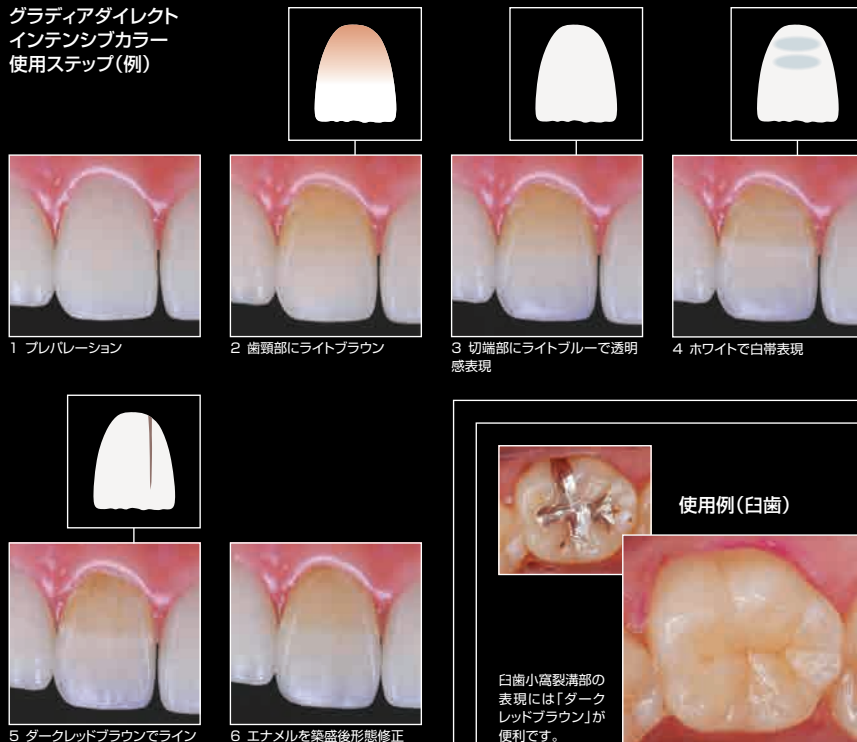 グラディアダイレクト
インテンシブカラー
使用ステップ(例)
1 プレパレーション
2 歯頸部にライトブラウン
3 切端部にライトブルーで透明
感表現
4 ホワイトで白帯表現
5 ダークレッドブラウンでライン
6 エナメルを築盛後形態修正
使用例(臼歯)
臼歯小窩裂溝部の
表現には「ダーク
レッドブラウン」が
便利です。